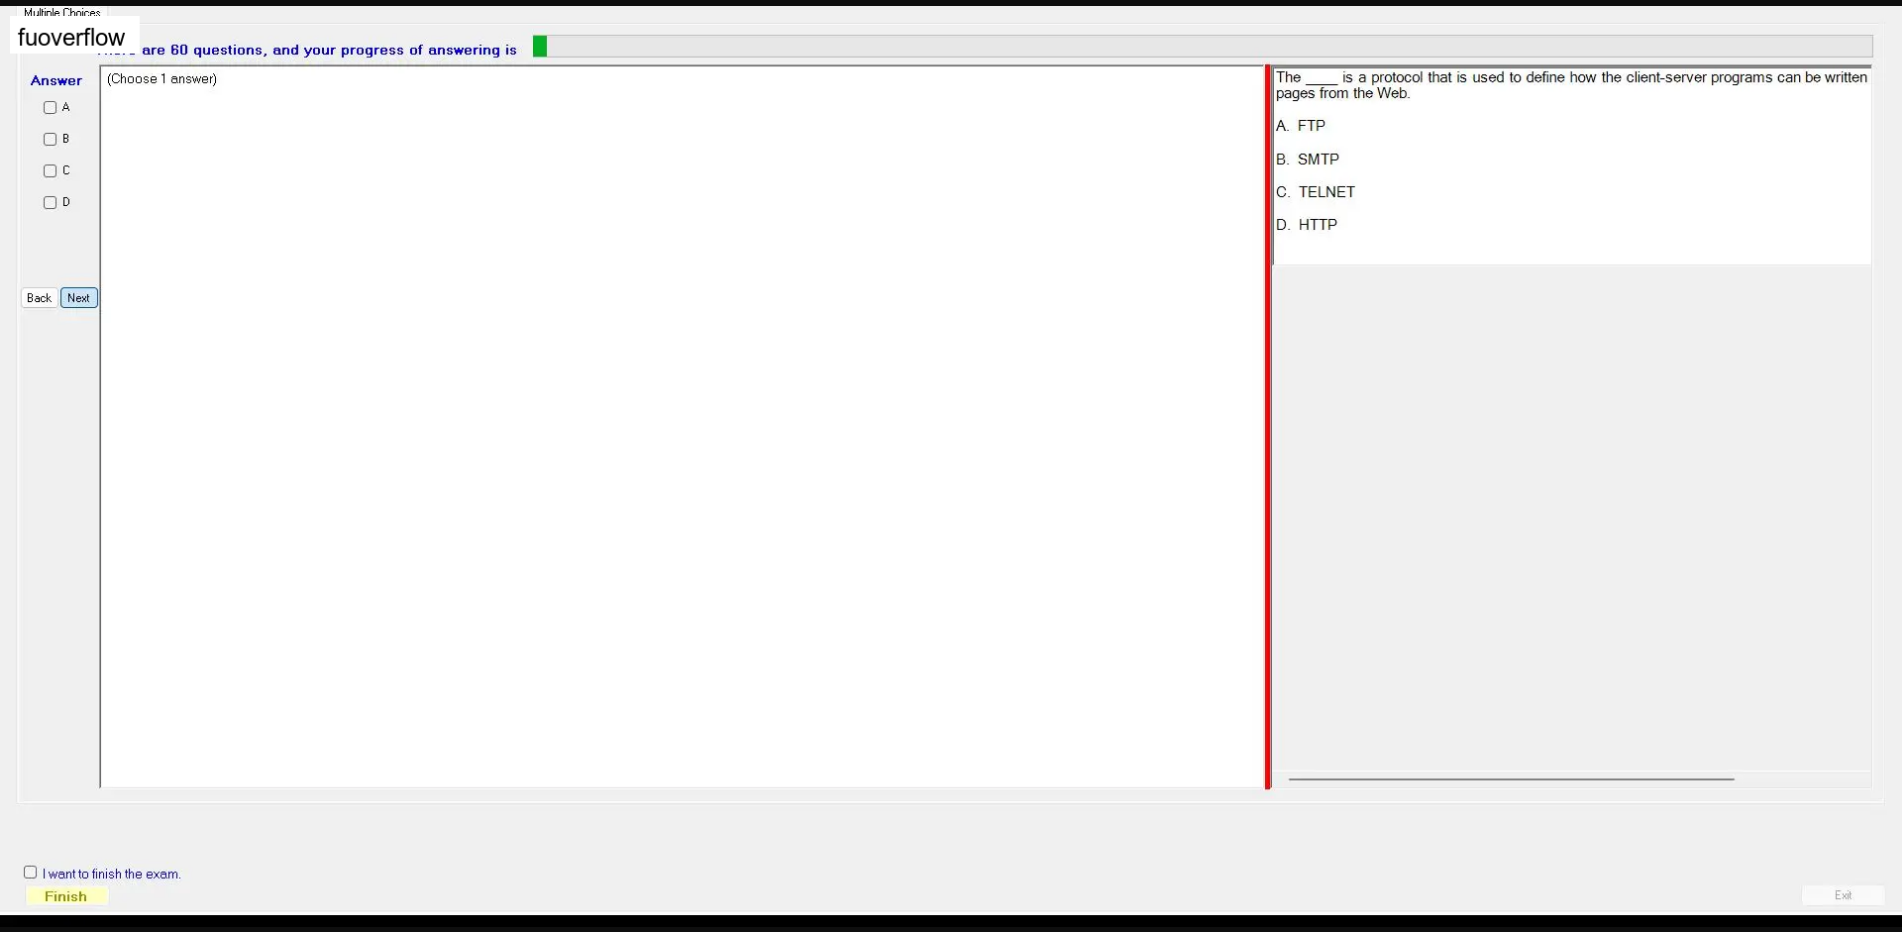 Multiple Choices
fuoverflow
are 60 questions, and your progress of answering is
Answer
(Choose 1 answer)
A
B
C
D
Back Next
The ____ is a protocol that is used to define how the client-server programs can be written
pages from the Web.
A. FTP
B. SMTP
C. TELNET
D. HTTP
I want to finish the exam.
Finish
Exit